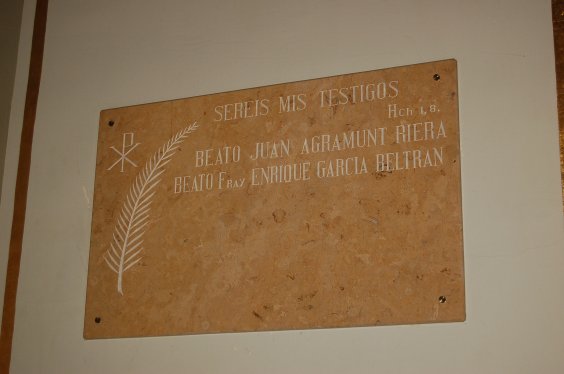 SEREIS MIS TESTIGOS
Hch 1,8.
BEATO JUAN AGRAMUNT RIERA
BEATO Fray ENRIQUE GARCIA BELTRAN